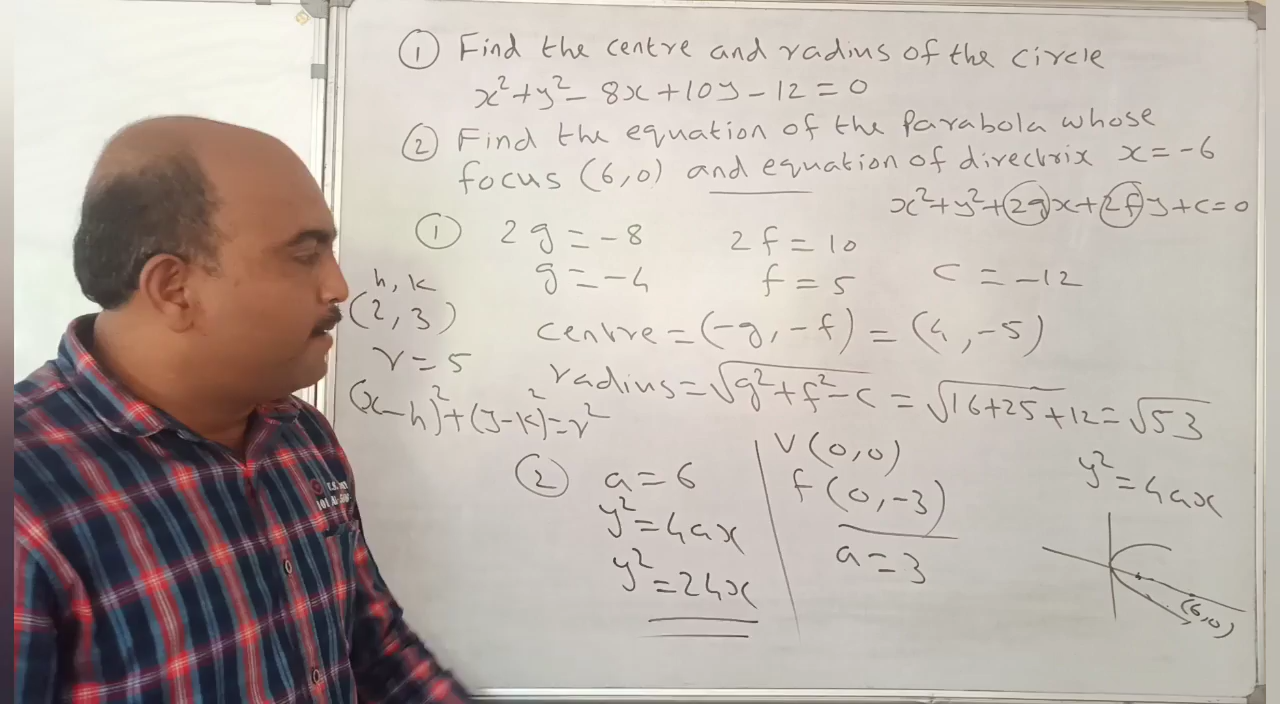 ① Find the centre and radius of the circle
x²+y²- 8x+10y-12=0
② Find the equation of the Parabola whose
focus (6,0) and equation of directrix x=-6
x²+y²+2gx+2fy+c=0
① 2g=-8 2f=10
g=-4 f=5 c=-12
h,k
(2,3)
r=5
(x-h)²+(y-k)²=r²
centre=(-g,-f)=(4,-5)
radius=√g²+f²-c=√16+25+12=√53
② a=6
y²=4ax
y²=24x
V(0,0)
f(0,-3)
a=3
y²=4ax
(6,0)